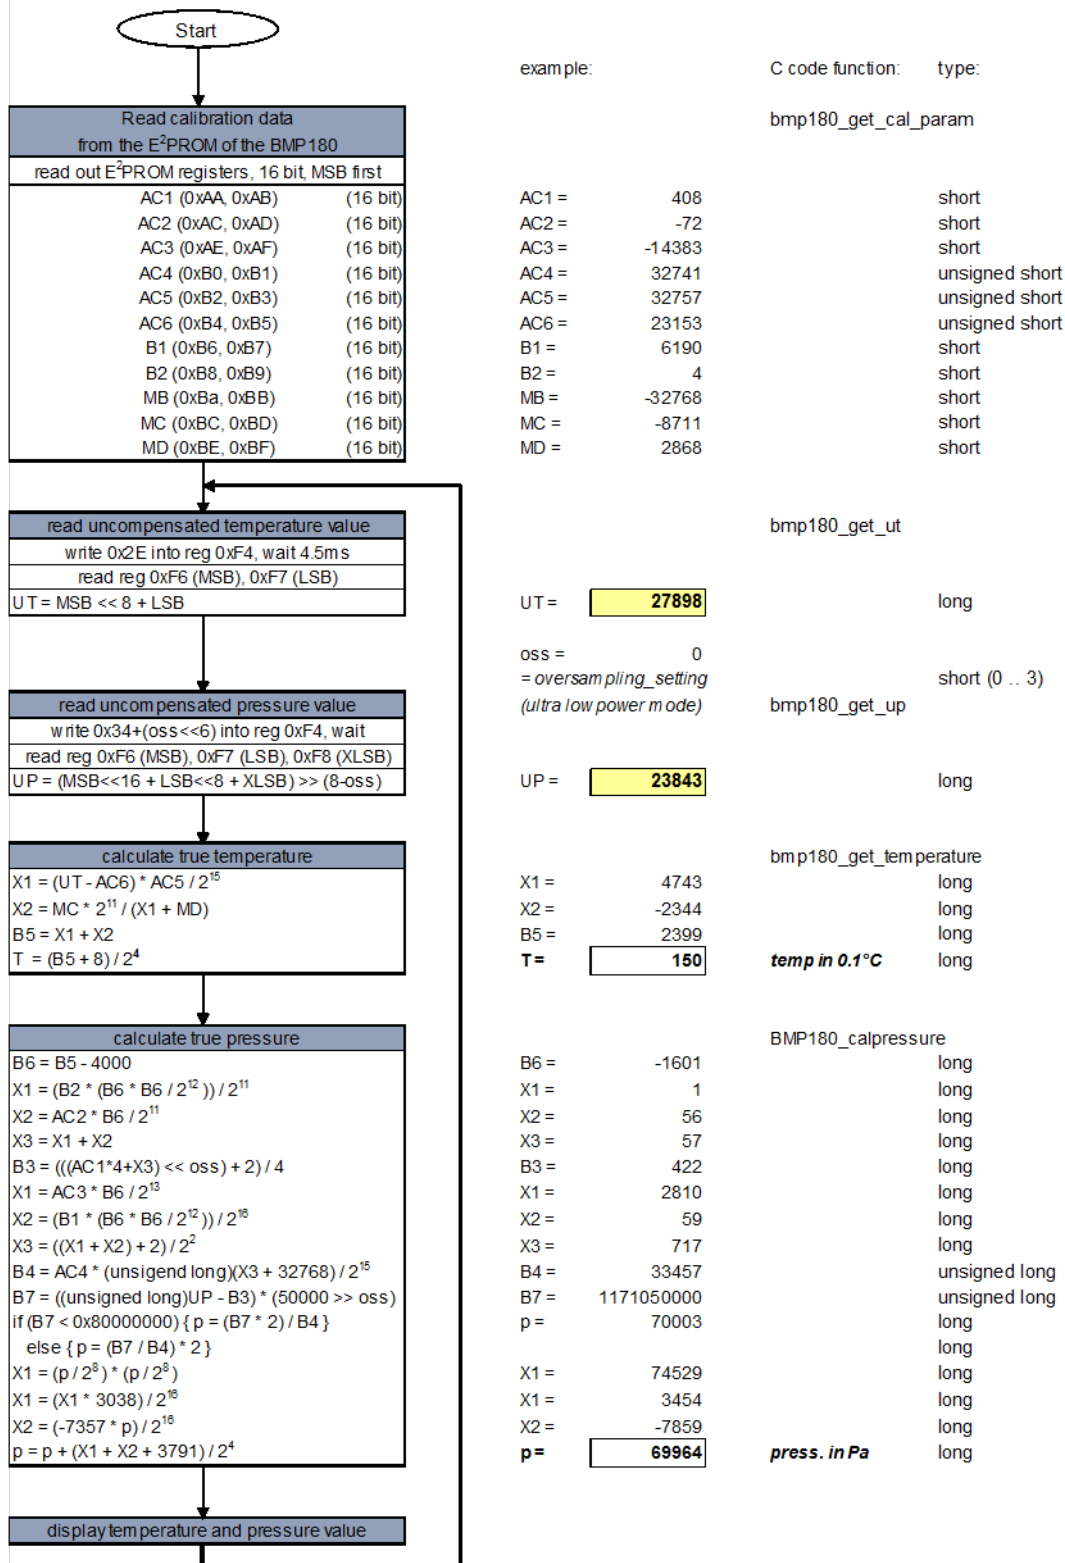 Start
example: C code function: type:
Read calibration data bmp180_get_cal_param
from the E²PROM of the BMP180
read out E²PROM registers, 16 bit, MSB first
AC1 (0xAA, 0xAB) (16 bit) AC1 = 408 short
AC2 (0xAC, 0xAD) (16 bit) AC2 = -72 short
AC3 (0xAE, 0xAF) (16 bit) AC3 = -14383 short
AC4 (0xB0, 0xB1) (16 bit) AC4 = 32741 unsigned short
AC5 (0xB2, 0xB3) (16 bit) AC5 = 32757 unsigned short
AC6 (0xB4, 0xB5) (16 bit) AC6 = 23153 unsigned short
B1 (0xB6, 0xB7) (16 bit) B1 = 6190 short
B2 (0xB8, 0xB9) (16 bit) B2 = 4 short
MB (0xBa, 0xBB) (16 bit) MB = -32768 short
MC (0xBC, 0xBD) (16 bit) MC = -8711 short
MD (0xBE, 0xBF) (16 bit) MD = 2868 short
read uncompensated temperature value bmp180_get_ut
write 0x2E into reg 0xF4, wait 4.5ms
read reg 0xF6 (MSB), 0xF7 (LSB)
UT = MSB << 8 + LSB UT = 27898 long
oss = 0
= oversampling_setting short (0 .. 3)
read uncompensated pressure value (ultra low power mode) bmp180_get_up
write 0x34+(oss<<6) into reg 0xF4, wait
read reg 0xF6 (MSB), 0xF7 (LSB), 0xF8 (XLSB)
UP = (MSB<<16 + LSB<<8 + XLSB) >> (8-oss) UP = 23843 long
calculate true temperature bmp180_get_temperature
X1 = (UT - AC6) * AC5 / 2¹⁵ X1 = 4743 long
X2 = MC * 2¹¹ / (X1 + MD) X2 = -2344 long
B5 = X1 + X2 B5 = 2399 long
T = (B5 + 8) / 2⁴ T = 150 temp in 0.1°C long
calculate true pressure BMP180_calpressure
B6 = B5 - 4000 B6 = -1601 long
X1 = (B2 * (B6 * B6 / 2¹² )) / 2¹¹ X1 = 1 long
X2 = AC2 * B6 / 2¹¹ X2 = 56 long
X3 = X1 + X2 X3 = 57 long
B3 = (((AC1*4+X3) << oss) + 2) / 4 B3 = 422 long
X1 = AC3 * B6 / 2¹³ X1 = 2810 long
X2 = (B1 * (B6 * B6 / 2¹² )) / 2¹⁶ X2 = 59 long
X3 = ((X1 + X2) + 2) / 2² X3 = 717 long
B4 = AC4 * (unsigend long)(X3 + 32768) / 2¹⁵ B4 = 33457 unsigned long
B7 = ((unsigned long)UP - B3) * (50000 >> oss) B7 = 1171050000 unsigned long
if (B7 < 0x80000000) { p = (B7 * 2) / B4 } p = 70003 long
else { p = (B7 / B4) * 2 } long
X1 = (p / 2⁸) * (p / 2⁸) X1 = 74529 long
X1 = (X1 * 3038) / 2¹⁶ X1 = 3454 long
X2 = (-7357 * p) / 2¹⁶ X2 = -7859 long
p = p + (X1 + X2 + 3791) / 2⁴ p = 69964 press. in Pa long
display temperature and pressure value